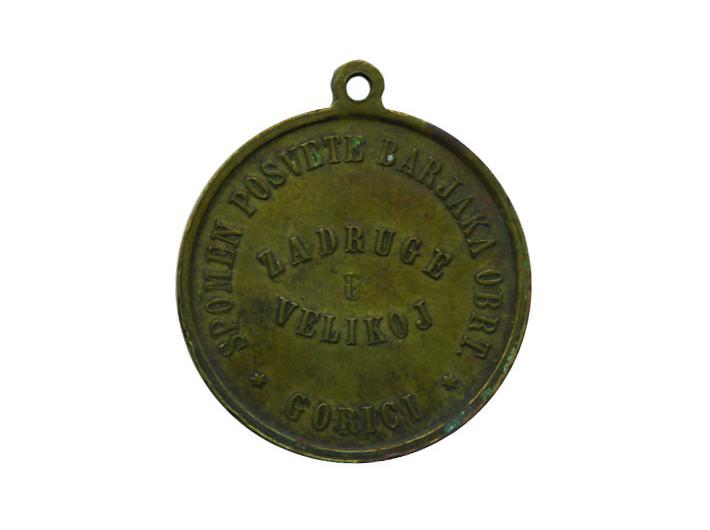 SPOMEN POSVETE BARJAKA OBRT.
ZADRUGE
U
VELIKOJ
* GORICI *